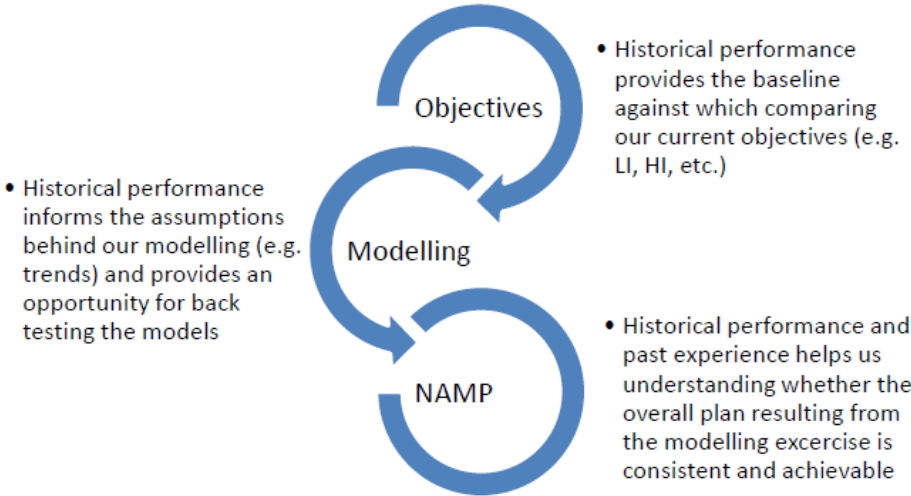 Objectives
• Historical performance
provides the baseline
against which comparing
our current objectives (e.g.
LI, HI, etc.)
• Historical performance
informs the assumptions
behind our modelling (e.g.
trends) and provides an
opportunity for back
testing the models
Modelling
NAMP
• Historical performance and
past experience helps us
understanding whether the
overall plan resulting from
the modelling excercise is
consistent and achievable